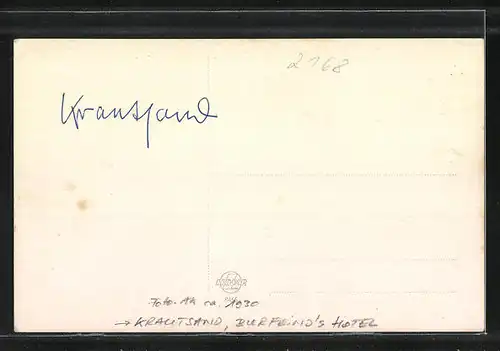 2168
Krautsand
Foto-AK ca. 1930
→ KRAUTSAND, BURFEIND'S HOTEL